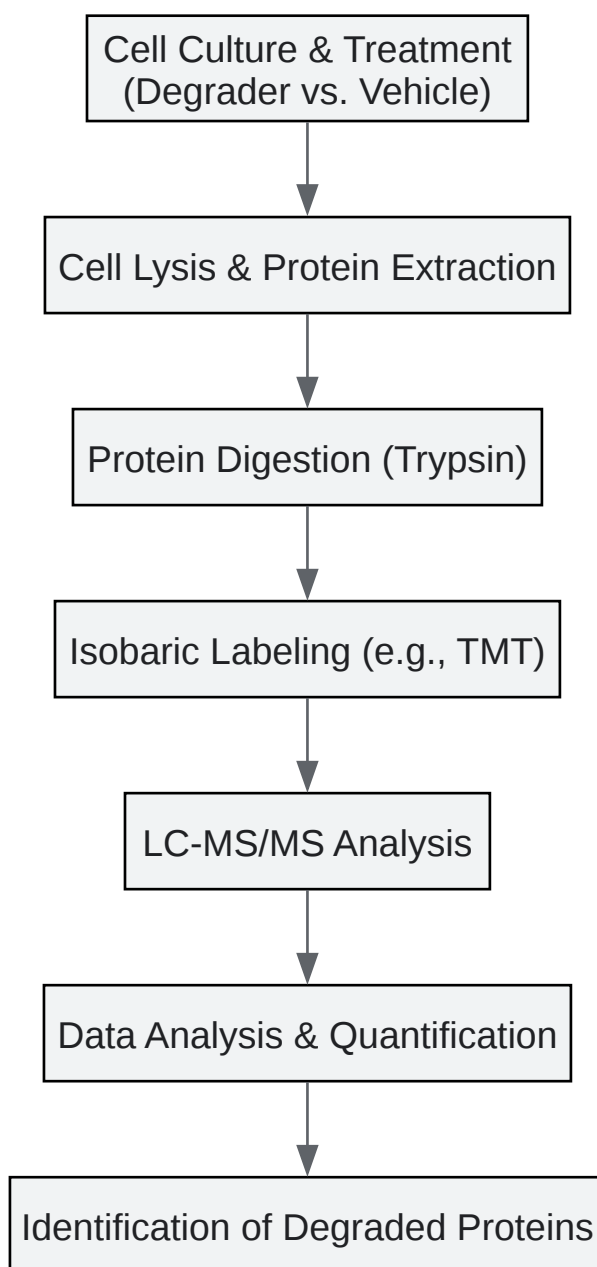 Cell Culture & Treatment
(Degrader vs. Vehicle)
Cell Lysis & Protein Extraction
Protein Digestion (Trypsin)
Isobaric Labeling (e.g., TMT)
LC-MS/MS Analysis
Data Analysis & Quantification
Identification of Degraded Proteins